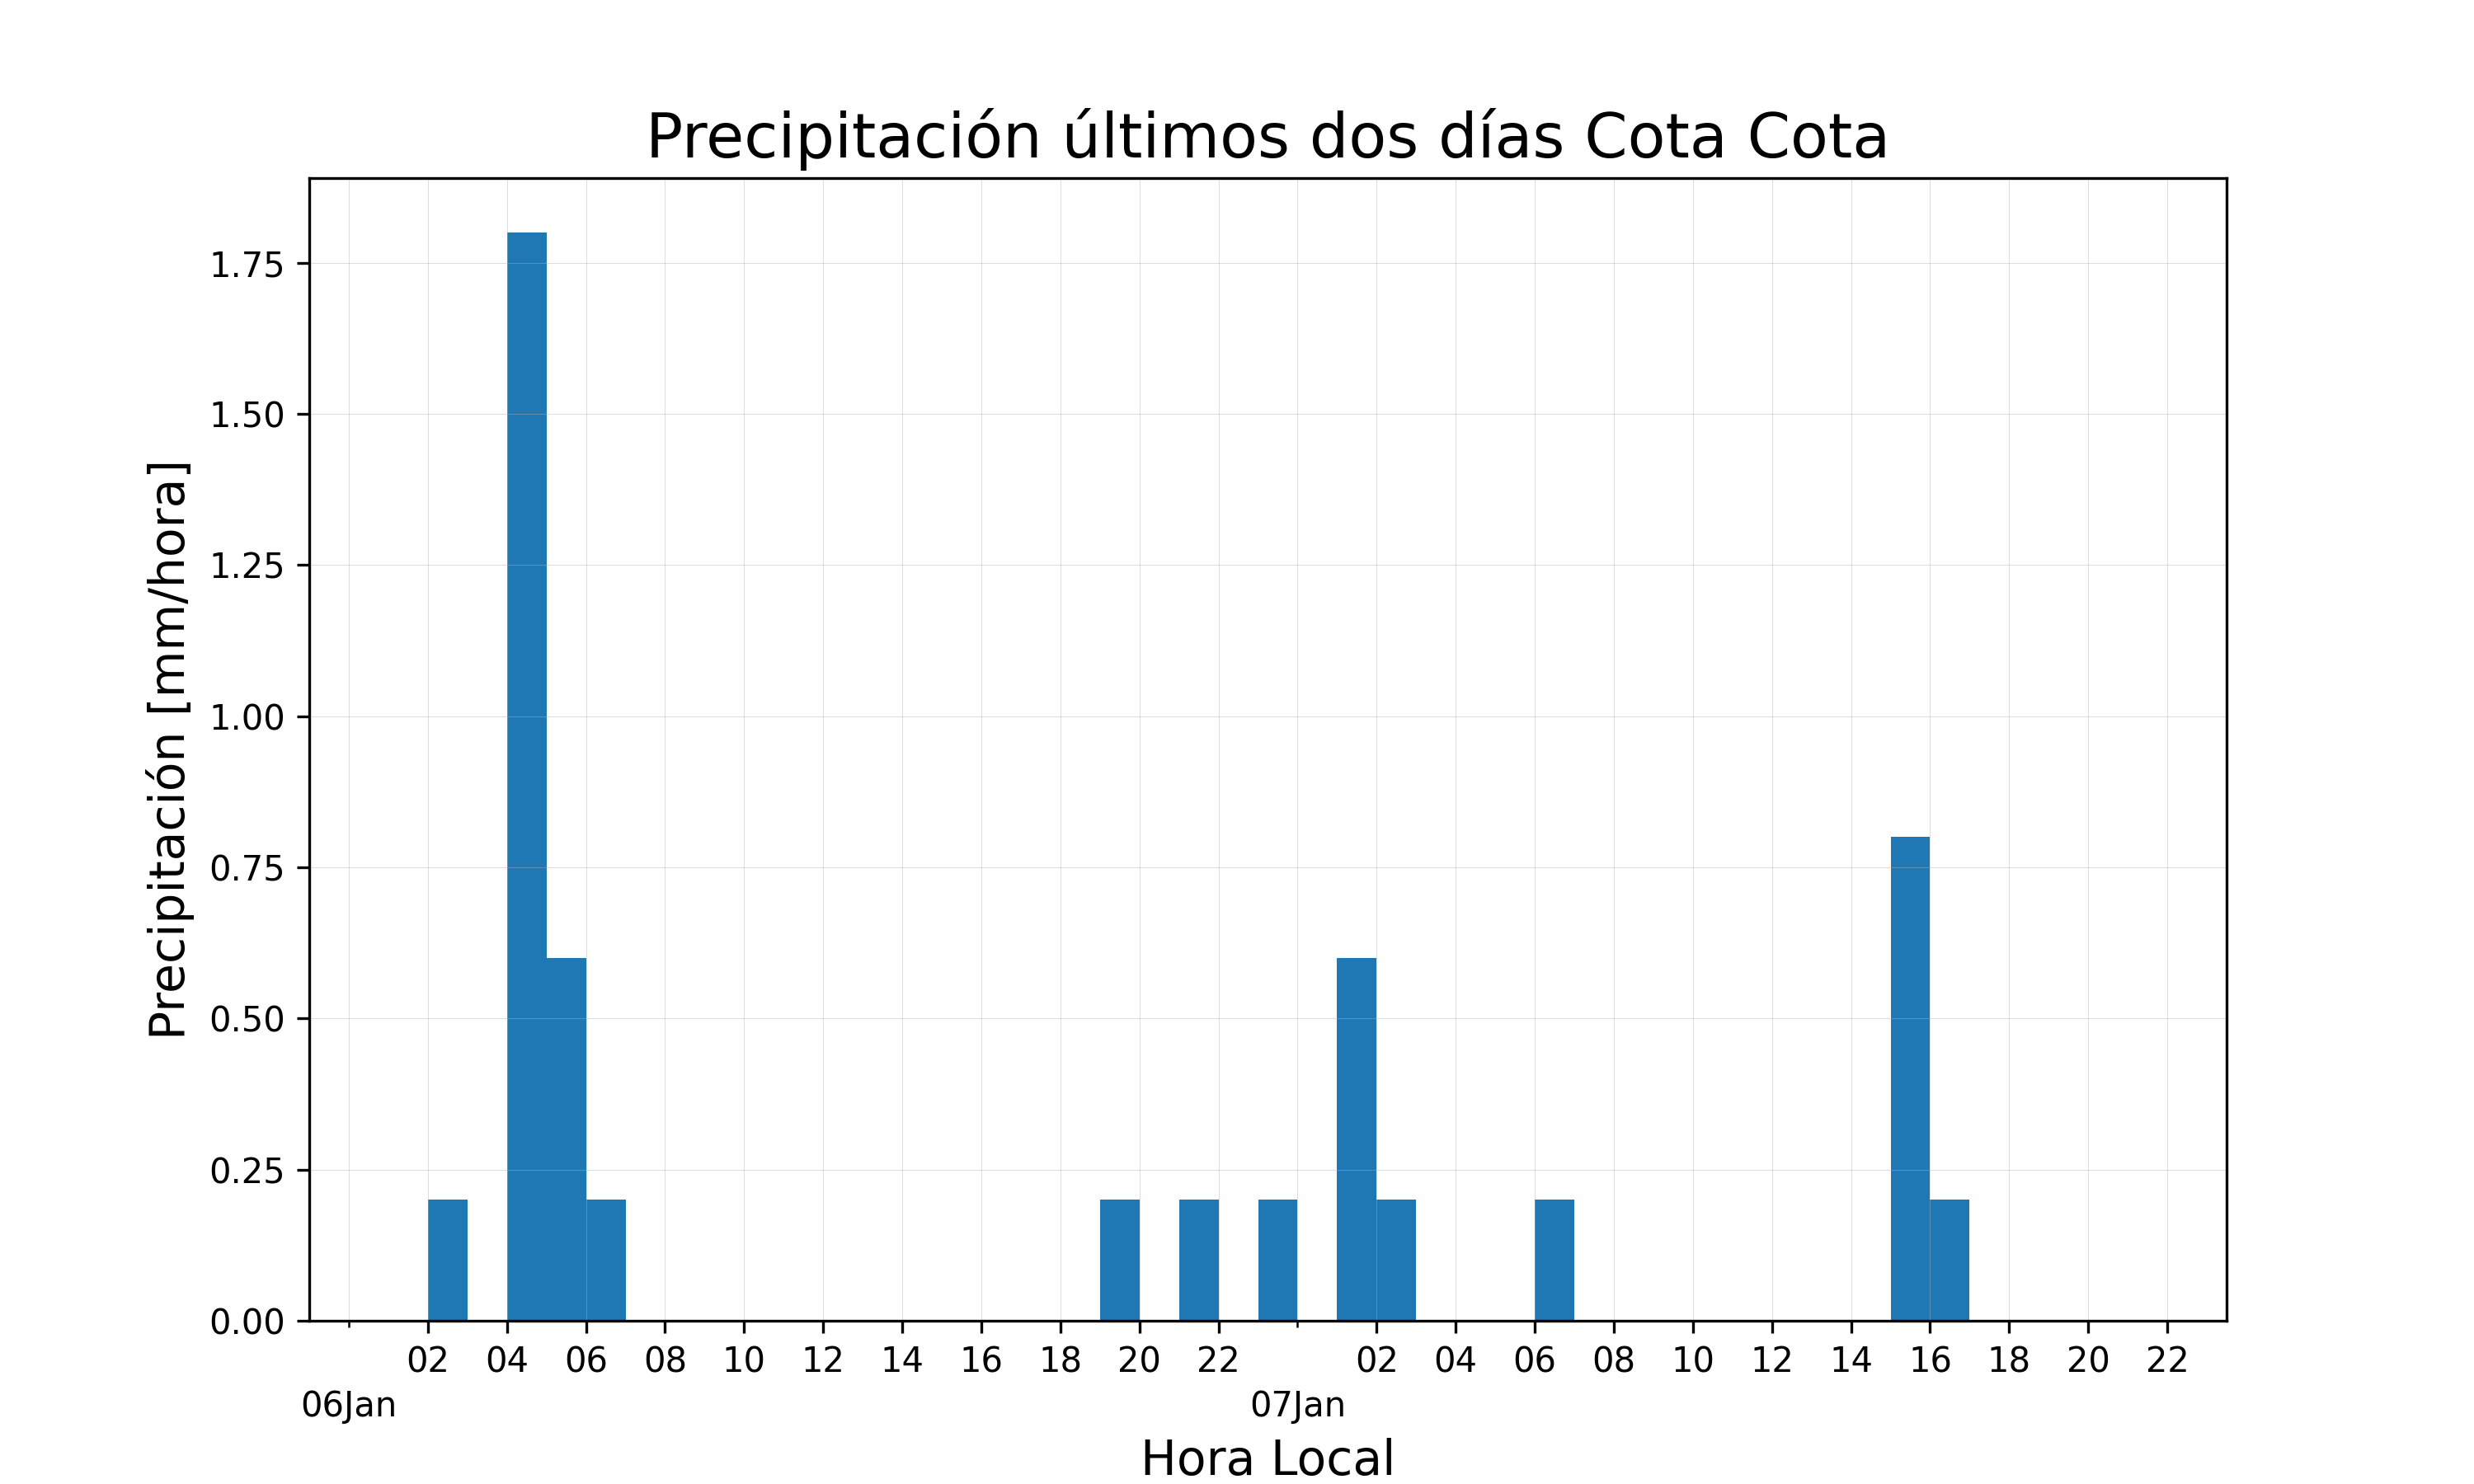 Precipitación últimos dos días Cota Cota
Precipitación [mm/hora]
1.75
1.50
1.25
1.00
0.75
0.50
0.25
0.00
02 04 06 08 10 12 14 16 18 20 22 02 04 06 08 10 12 14 16 18 20 22
06Jan 07Jan
Hora Local